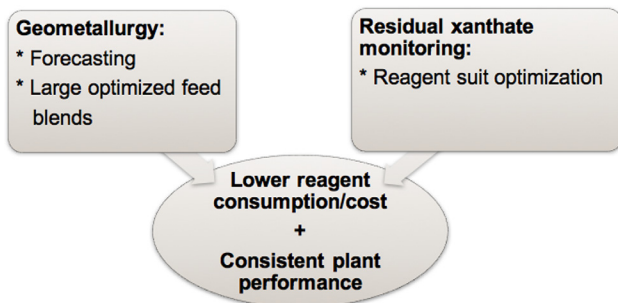 Geometallurgy:
* Forecasting
* Large optimized feed
blends
Residual xanthate
monitoring:
* Reagent suit optimization
Lower reagent
consumption/cost
+
Consistent plant
performance